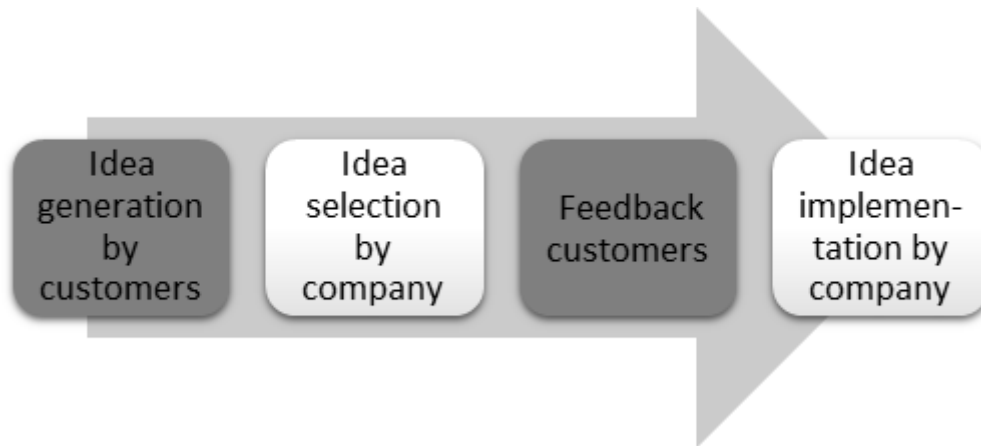 Idea
generation
by
customers
Idea
selection
by
company
Feedback
customers
Idea
implemen-
tation by
company